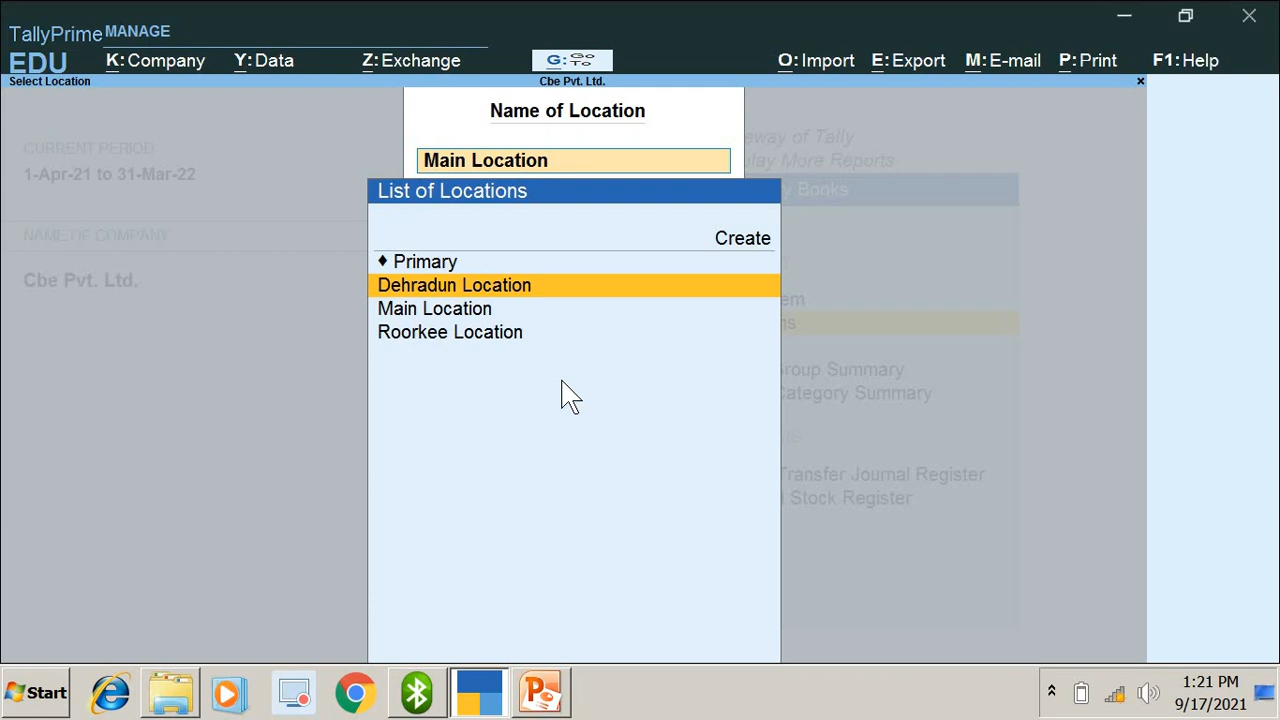 TallyPrime MANAGE
EDU K:Company Y:Data Z:Exchange G:Go To O:Import E:Export M:E-mail P:Print F1:Help
Select Location Cbe Pvt. Ltd. ×
Name of Location
CURRENT PERIOD
1-Apr-21 to 31-Mar-22
NAME OF COMPANY
Cbe Pvt. Ltd.
Main Location
List of Locations
Create
♦ Primary
Dehradun Location
Main Location
Roorkee Location
eway of Tally
play More Reports
y Books
em
ns
roup Summary
Category Summary
Transfer Journal Register
Stock Register
Start
1:21 PM
9/17/2021